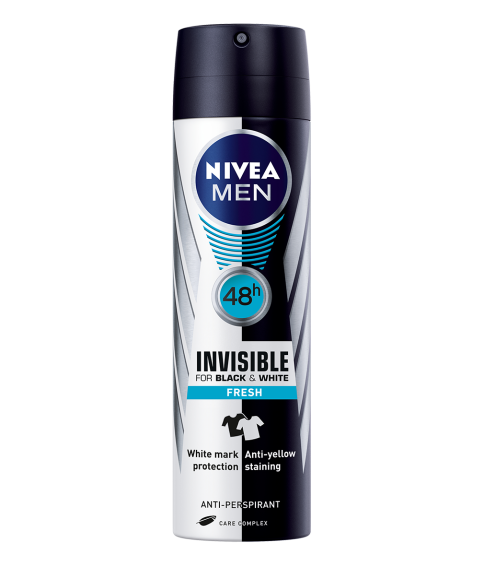 NIVEA
MEN
48h
INVISIBLE
FOR BLACK & WHITE
FRESH
White mark protection
Anti-yellow staining
ANTI-PERSPIRANT
CARE COMPLEX